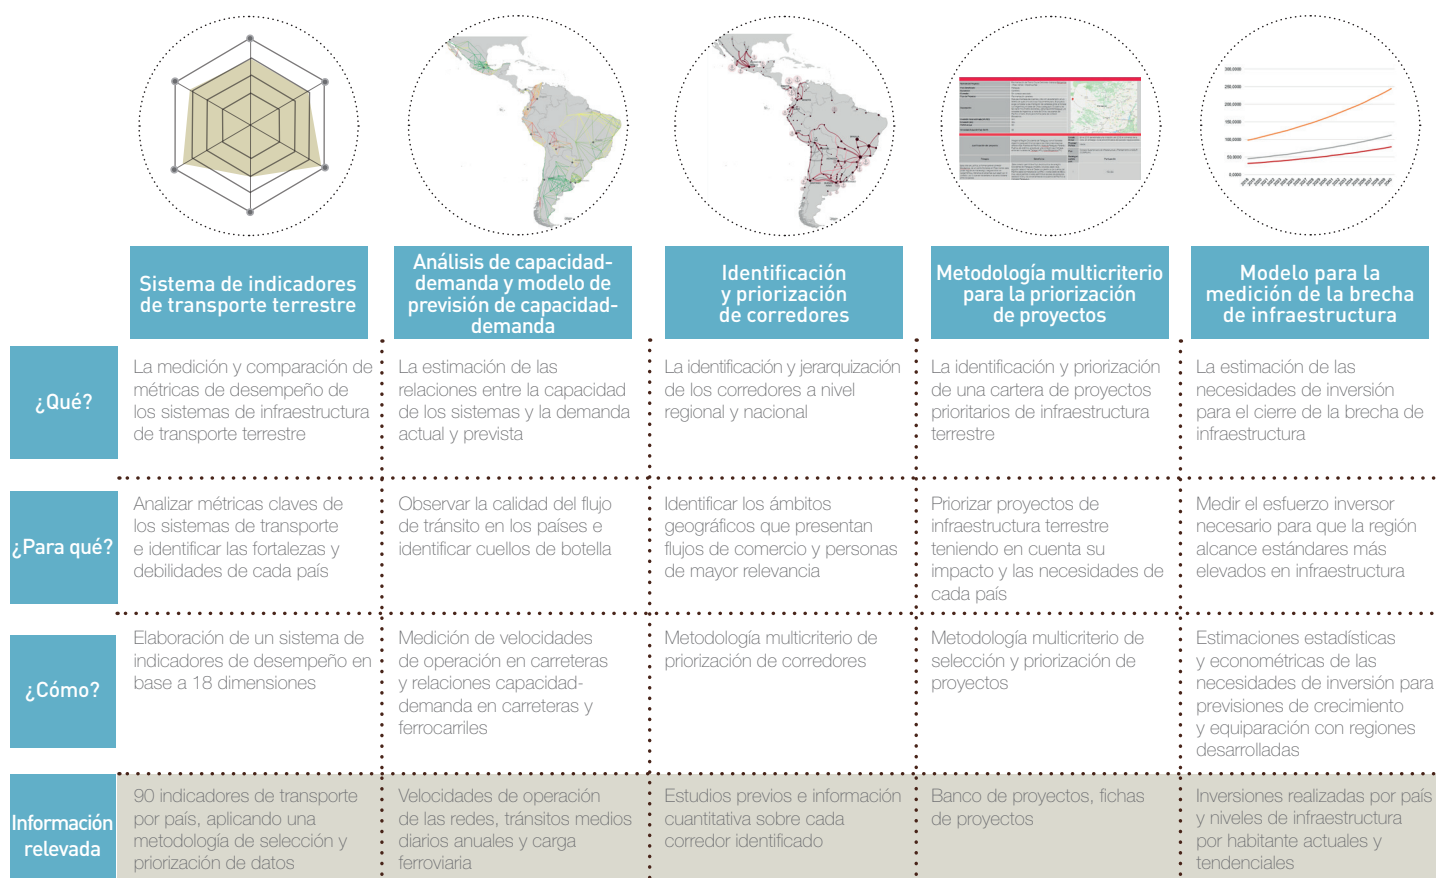 300,0000
250,0000
200,0000
150,0000
100,0000
50,0000
0,0000
Sistema de indicadores
de transporte terrestre
Análisis de capacidad-
demanda y modelo de
previsión de capacidad-
demanda
Identificación
y priorización
de corredores
Metodología multicriterio
para la priorización
de proyectos
Modelo para la
medición de la brecha
de infraestructura
¿Qué?
La medición y comparación de
métricas de desempeño de
los sistemas de infraestructura
de transporte terrestre
La estimación de las
relaciones entre la capacidad
de los sistemas y la demanda
actual y prevista
La identificación y jerarquización
de los corredores a nivel
regional y nacional
La identificación y priorización
de una cartera de proyectos
prioritarios de infraestructura
terrestre
La estimación de las
necesidades de inversión
para el cierre de la brecha de
infraestructura
¿Para qué?
Analizar métricas claves de
los sistemas de transporte
e identificar las fortalezas y
debilidades de cada país
Observar la calidad del flujo
de tránsito en los países e
identificar cuellos de botella
Identificar los ámbitos
geográficos que presentan
flujos de comercio y personas
de mayor relevancia
Priorizar proyectos de
infraestructura terrestre
teniendo en cuenta su
impacto y las necesidades de
cada país
Medir el esfuerzo inversor
necesario para que la región
alcance estándares más
elevados en infraestructura
¿Cómo?
Elaboración de un sistema de
indicadores de desempeño en
base a 18 dimensiones
Medición de velocidades
de operación en carreteras
y relaciones capacidad-
demanda en carreteras y
ferrocarriles
Metodología multicriterio de
priorización de corredores
Metodología multicriterio de
selección y priorización de
proyectos
Estimaciones estadísticas
y econométricas de las
necesidades de inversión para
previsiones de crecimiento
y equiparación con regiones
desarrolladas
Información
relevada
90 indicadores de transporte
por país, aplicando una
metodología de selección y
priorización de datos
Velocidades de operación
de las redes, tránsitos medios
diarios anuales y carga
ferroviaria
Estudios previos e información
cuantitativa sobre cada
corredor identificado
Banco de proyectos, fichas
de proyectos
Inversiones realizadas por país
y niveles de infraestructura
por habitante actuales y
tendenciales